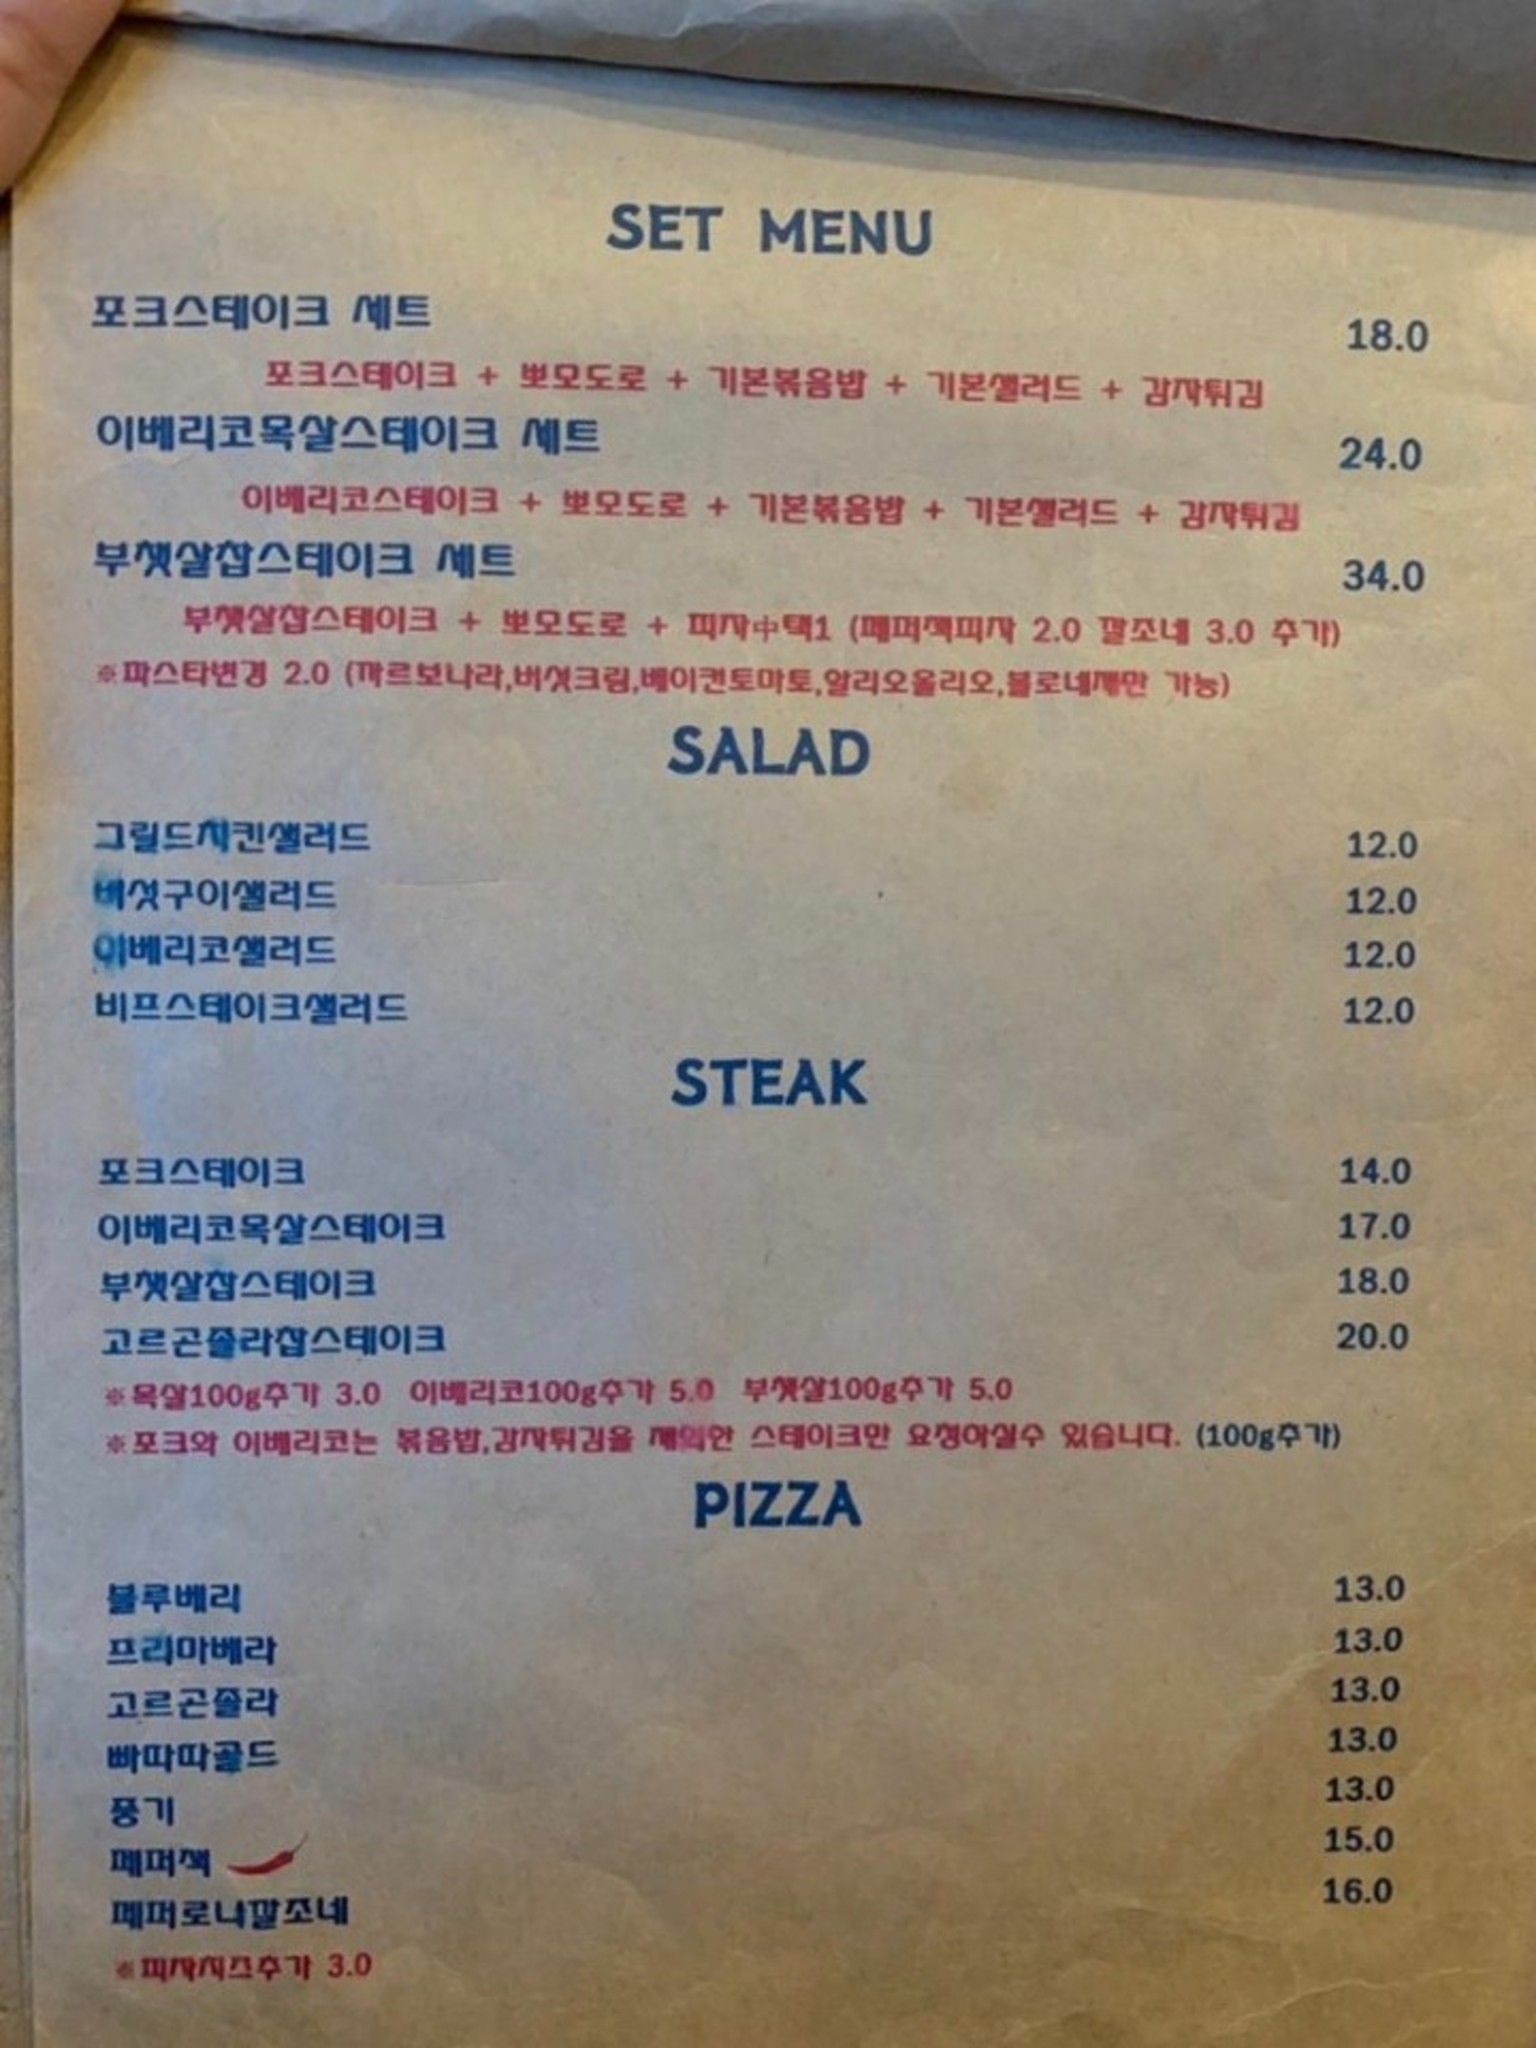 SET MENU
포크스테이크 세트 18.0
포크스테이크 + 뽀모도로 + 기본볶음밥 + 기본샐러드 + 감자튀김
이베리코목살스테이크 세트 24.0
이베리코스테이크 + 뽀모도로 + 기본볶음밥 + 기본샐러드 + 감자튀김
부챗살찹스테이크 세트 34.0
부챗살찹스테이크 + 뽀모도로 + 피자中택1 (페퍼잭피자 2.0 깔조네 3.0 추가)
※파스타변경 2.0 (까르보나라,버섯크림,베이컨토마토,알리오올리오,볼로네제만 가능)
SALAD
그릴드치킨샐러드 12.0
버섯구이샐러드 12.0
이베리코샐러드 12.0
비프스테이크샐러드 12.0
STEAK
포크스테이크 14.0
이베리코목살스테이크 17.0
부챗살찹스테이크 18.0
고르곤졸라찹스테이크 20.0
※목살100g추가 3.0 이베리코100g추가 5.0 부챗살100g추가 5.0
※포크와 이베리코는 볶음밥,감자튀김을 제외한 스테이크만 요청하실수 있습니다. (100g추가)
PIZZA
블루베리 13.0
프리마베라 13.0
고르곤졸라 13.0
빠따따골드 13.0
풍기 13.0
페퍼잭 15.0
페퍼로니깔조네 16.0
※피자치즈추가 3.0